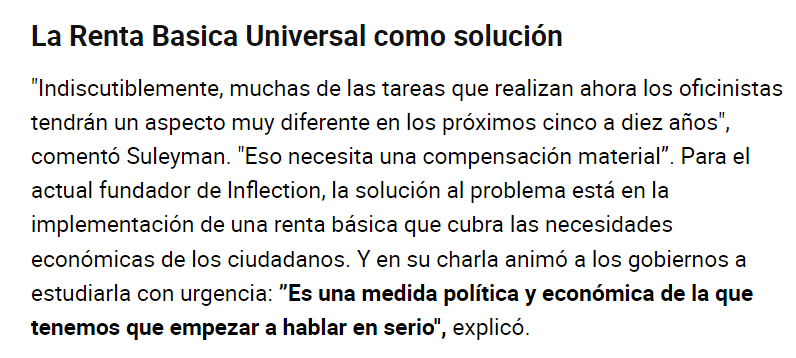 La Renta Basica Universal como solución
"Indiscutiblemente, muchas de las tareas que realizan ahora los oficinistas
tendrán un aspecto muy diferente en los próximos cinco a diez años",
comentó Suleyman. "Eso necesita una compensación material”. Para el
actual fundador de Inflection, la solución al problema está en la
implementación de una renta básica que cubra las necesidades
económicas de los ciudadanos. Y en su charla animó a los gobiernos a
estudiarla con urgencia: ”Es una medida política y económica de la que
tenemos que empezar a hablar en serio", explicó.